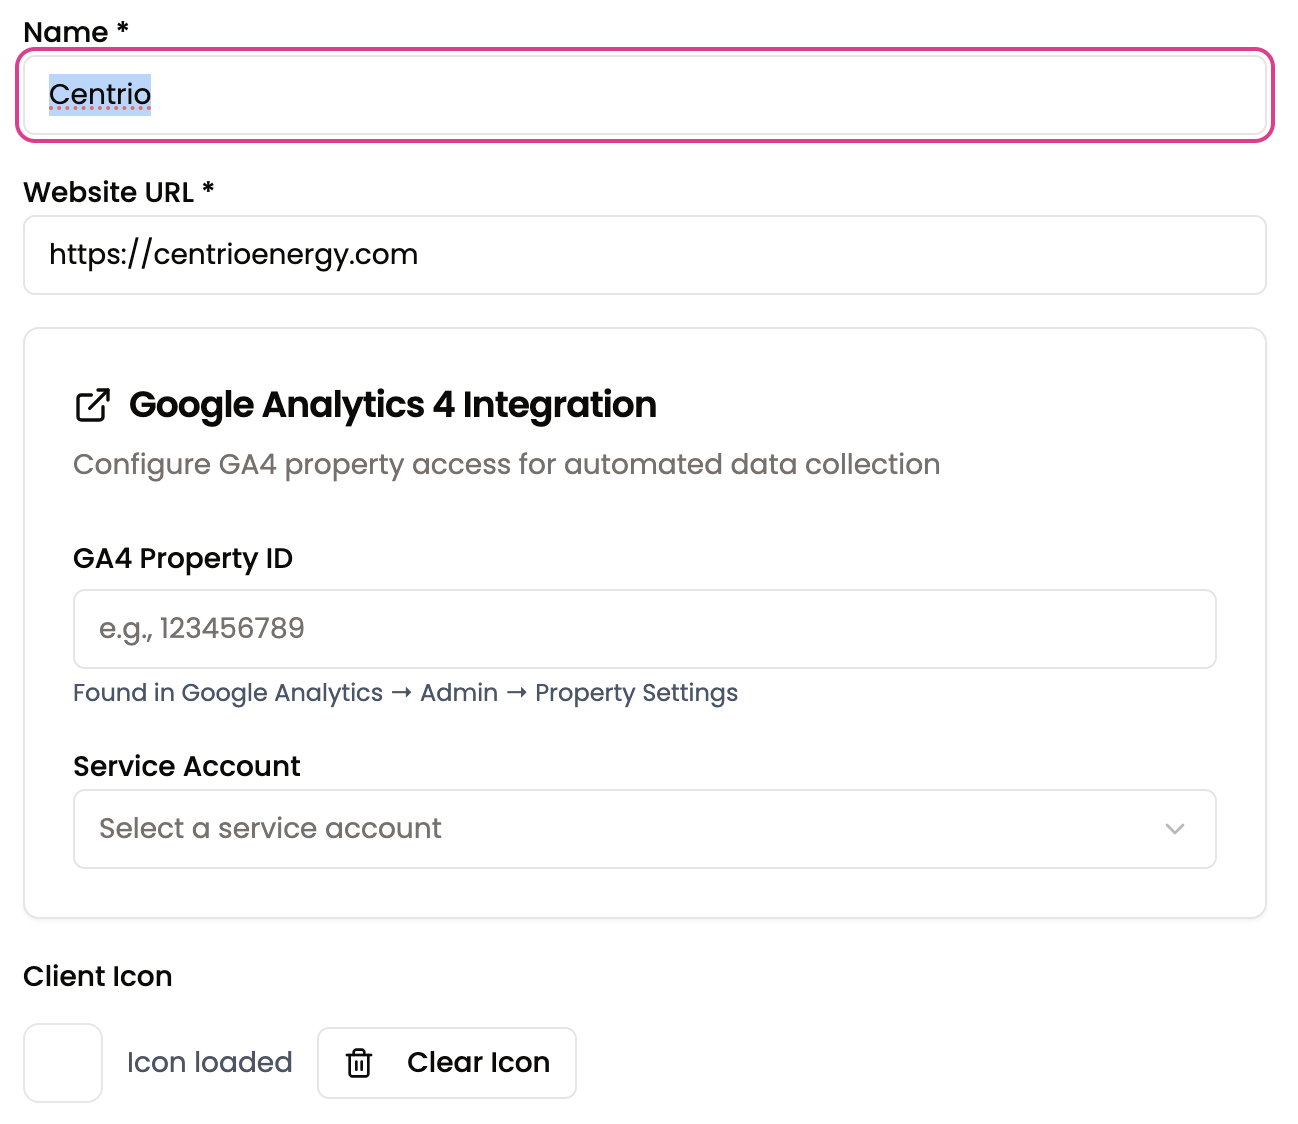 Name *
Centrio
Website URL *
https://centrioenergy.com
Google Analytics 4 Integration
Configure GA4 property access for automated data collection
GA4 Property ID
e.g., 123456789
Found in Google Analytics → Admin → Property Settings
Service Account
Select a service account
Client Icon
Icon loaded
Clear Icon